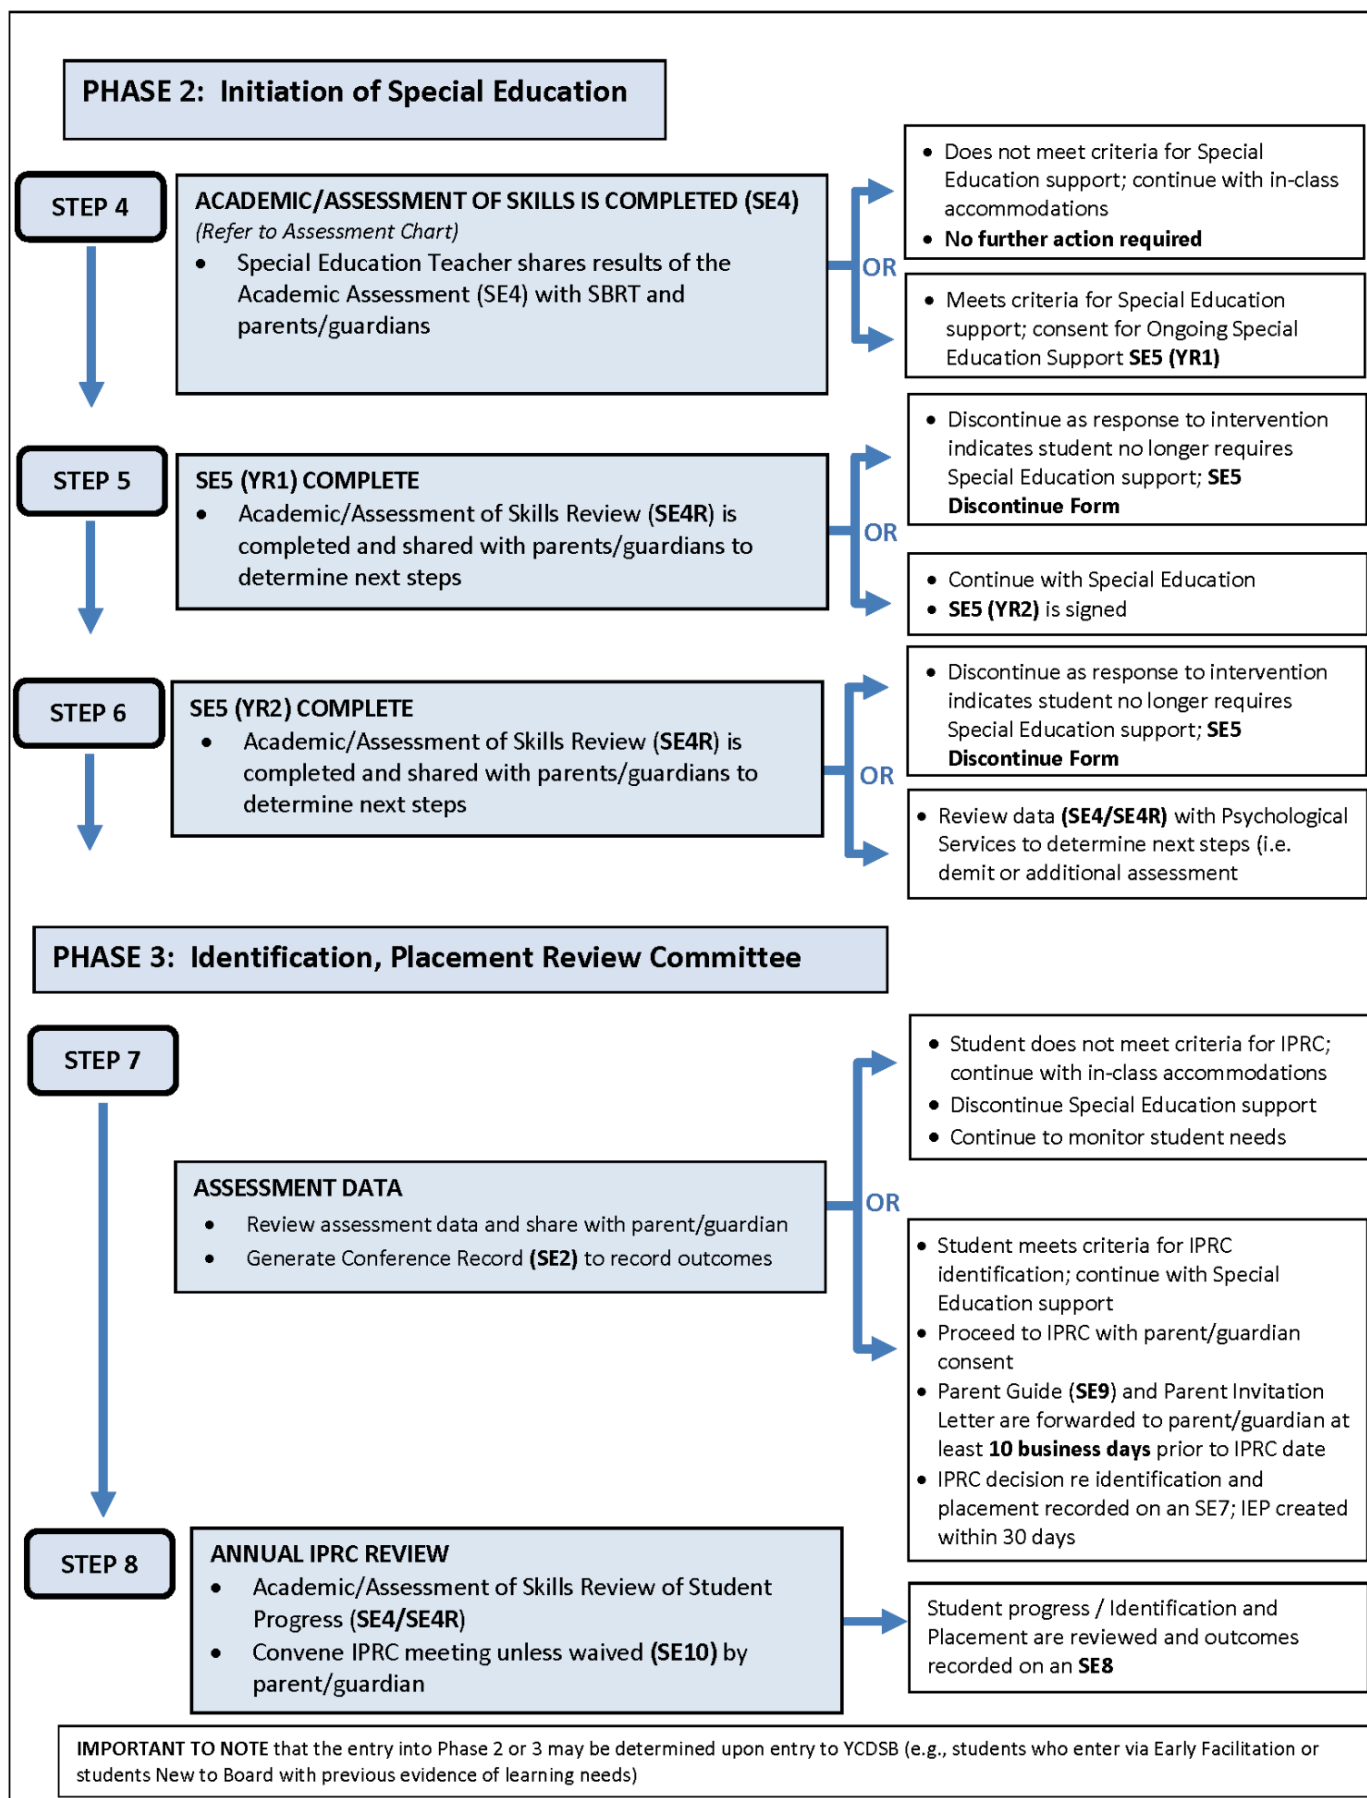 PHASE 2:  Initiation of Special Education
STEP 4
ACADEMIC/ASSESSMENT OF SKILLS IS COMPLETED (SE4)
(Refer to Assessment Chart)
• Special Education Teacher shares results of the
Academic Assessment (SE4) with SBRT and
parents/guardians
OR
• Does not meet criteria for Special
Education support; continue with in-class
accommodations
• No further action required
• Meets criteria for Special Education
support; consent for Ongoing Special
Education Support SE5 (YR1)
STEP 5
SE5 (YR1) COMPLETE
• Academic/Assessment of Skills Review (SE4R) is
completed and shared with parents/guardians to
determine next steps
OR
• Discontinue as response to intervention
indicates student no longer requires
Special Education support; SE5
Discontinue Form
• Continue with Special Education
• SE5 (YR2) is signed
STEP 6
SE5 (YR2) COMPLETE
• Academic/Assessment of Skills Review (SE4R) is
completed and shared with parents/guardians to
determine next steps
OR
• Discontinue as response to intervention
indicates student no longer requires
Special Education support; SE5
Discontinue Form
• Review data (SE4/SE4R) with Psychological
Services to determine next steps (i.e.
demit or additional assessment
PHASE 3:  Identification, Placement Review Committee
STEP 7
ASSESSMENT DATA
• Review assessment data and share with parent/guardian
• Generate Conference Record (SE2) to record outcomes
OR
• Student does not meet criteria for IPRC;
continue with in-class accommodations
• Discontinue Special Education support
• Continue to monitor student needs
• Student meets criteria for IPRC
identification; continue with Special
Education support
• Proceed to IPRC with parent/guardian
consent
• Parent Guide (SE9) and Parent Invitation
Letter are forwarded to parent/guardian at
least 10 business days prior to IPRC date
• IPRC decision re identification and
placement recorded on an SE7; IEP created
within 30 days
STEP 8
ANNUAL IPRC REVIEW
• Academic/Assessment of Skills Review of Student
Progress (SE4/SE4R)
• Convene IPRC meeting unless waived (SE10) by
parent/guardian
Student progress / Identification and
Placement are reviewed and outcomes
recorded on an SE8
IMPORTANT TO NOTE that the entry into Phase 2 or 3 may be determined upon entry to YCDSB (e.g., students who enter via Early Facilitation or
students New to Board with previous evidence of learning needs)